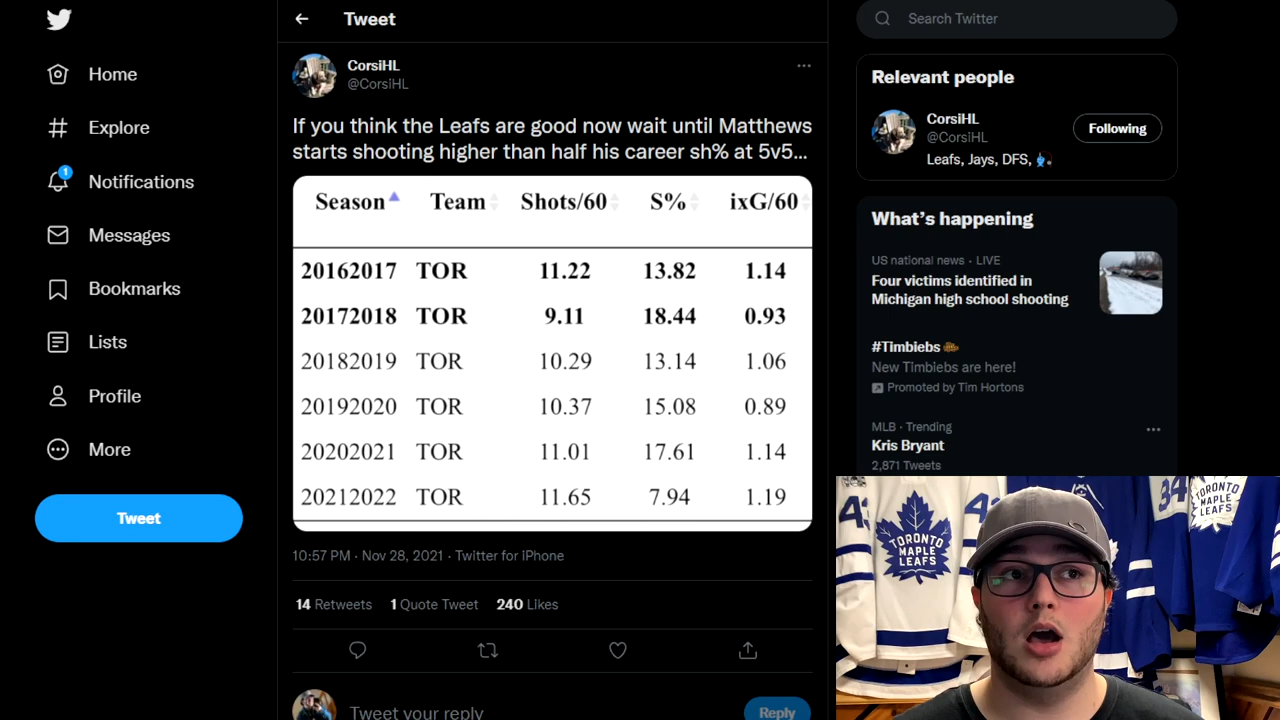 Home
Explore
1
Notifications
Messages
Bookmarks
Lists
Profile
More
Tweet
Tweet
CorsiHL
@CorsiHL
If you think the Leafs are good now wait until Matthews
starts shooting higher than half his career sh% at 5v5...
Season Team Shots/60 S% ixG/60
20162017 TOR 11.22 13.82 1.14
20172018 TOR 9.11 18.44 0.93
20182019 TOR 10.29 13.14 1.06
20192020 TOR 10.37 15.08 0.89
20202021 TOR 11.01 17.61 1.14
20212022 TOR 11.65 7.94 1.19
10:57 PM · Nov 28, 2021 · Twitter for iPhone
14 Retweets 1 Quote Tweet 240 Likes
Tweet your reply
Reply
Search Twitter
Relevant people
CorsiHL
@CorsiHL
Following
Leafs, Jays, DFS,
What's happening
US national news · LIVE
Four victims identified in
Michigan high school shooting
#Timbiebs
New Timbiebs are here!
Promoted by Tim Hortons
MLB · Trending
Kris Bryant
2,871 Tweets
TORONTO
MAPLE
LEAFS
34
TORONTO
MAPLE
LEAFS